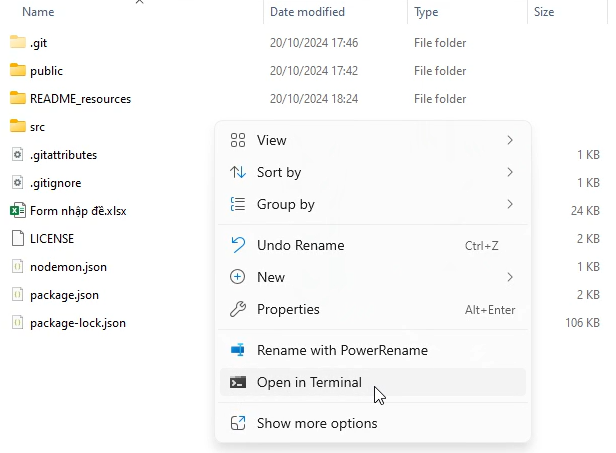 Name Date modified Type Size
.git 20/10/2024 17:46 File folder
public 20/10/2024 17:42 File folder
README_resources 20/10/2024 18:24 File folder
src
.gitattributes 1 KB
.gitignore 1 KB
Form nhập đề.xlsx 24 KB
LICENSE 2 KB
nodemon.json 1 KB
package.json 2 KB
package-lock.json 106 KB
View
Sort by
Group by
Undo Rename Ctrl+Z
New
Properties Alt+Enter
Rename with PowerRename
Open in Terminal
Show more options